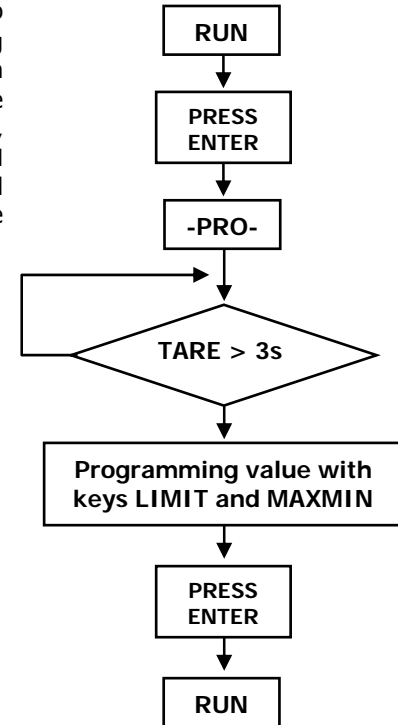 RUN
PRESS
ENTER
-PRO-
TARE > 3s
Programming value with
keys LIMIT and MAXMIN
PRESS
ENTER
RUN